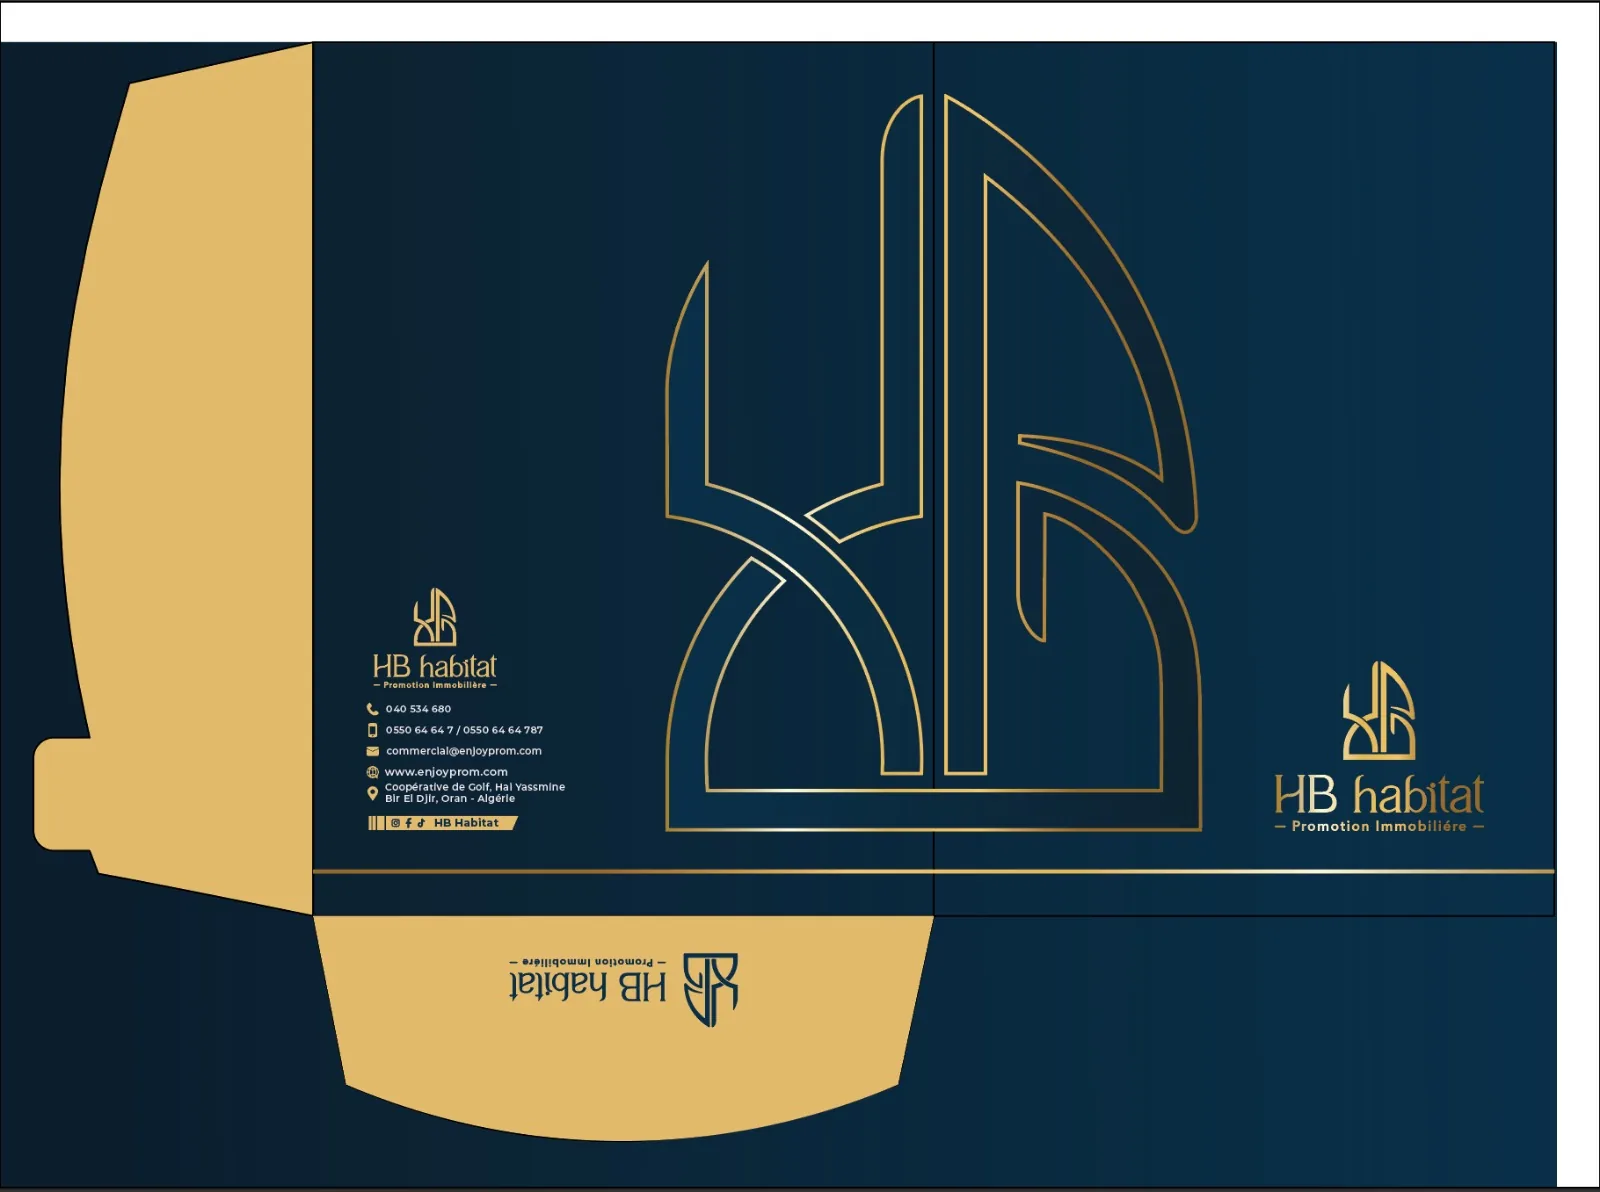 HB habitat
— Promotion Immobilière —
040 534 680
0550 64 64 7 / 0550 64 64 787
commercial@enjoyprom.com
www.enjoyprom.com
Coopérative de Golf, Hai Yassmine
Bir El Djir, Oran - Algérie
HB Habitat
HB habitat
— Promotion Immobiliére —
HB habitat
— Promotion Immobiliére —